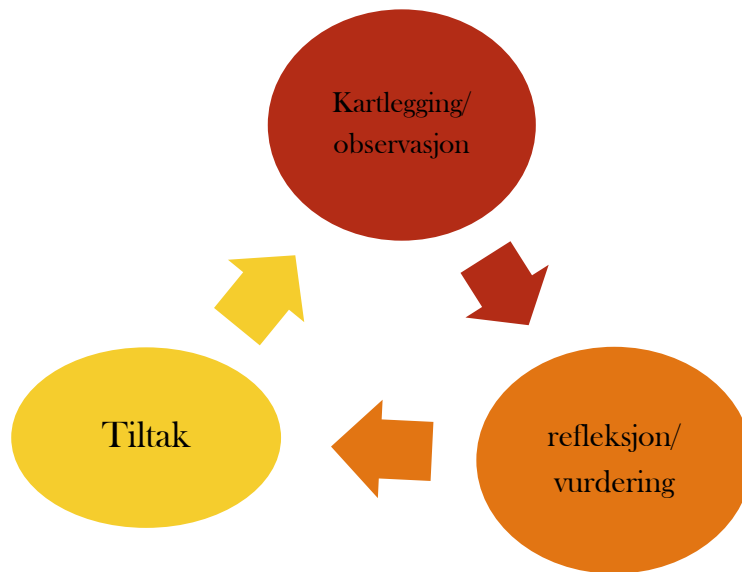 Kartlegging/
observasjon
refleksjon/
vurdering
Tiltak